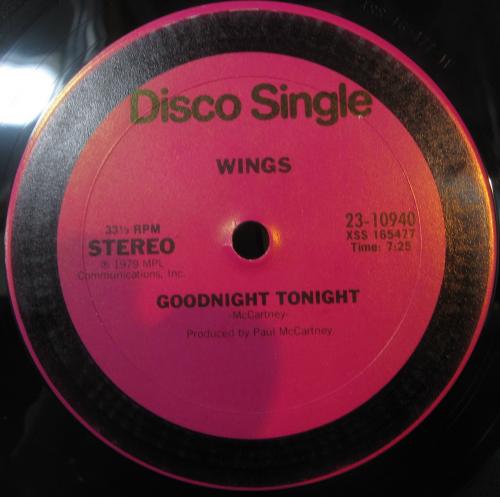 Disco Single
WINGS
33⅓ RPM
STEREO
℗ 1979 MPL
Communications, Inc.
23-10940
XSS 165477
Time: 7:25
GOODNIGHT TONIGHT
-McCartney-
Produced by Paul McCartney